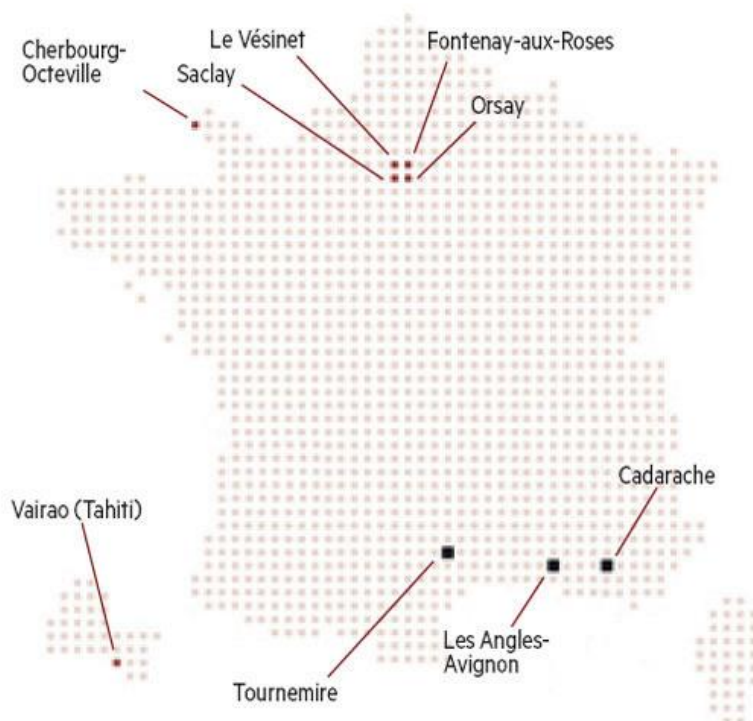 Le Vésinet
Fontenay-aux-Roses
Cherbourg-
Octeville
Saclay
Orsay
Cadarache
Vairao (Tahiti)
Les Angles-
Avignon
Tournemire